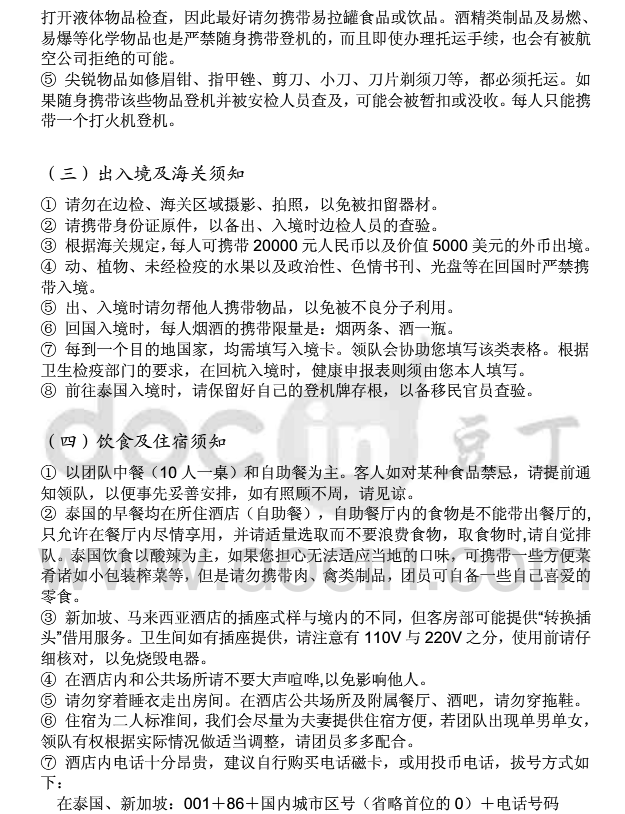 打开液体物品检查，因此最好请勿携带易拉罐食品或饮品。酒精类制品及易燃、
易爆等化学物品也是严禁随身携带登机的，而且即使办理托运手续，也会有被航
空公司拒绝的可能。
⑤ 尖锐物品如修眉钳、指甲锉、剪刀、小刀、刀片剃须刀等，都必须托运。如
果随身携带该些物品登机并被安检人员查及，可能会被暂扣或没收。每人只能携
带一个打火机登机。
（三）出入境及海关须知
① 请勿在边检、海关区域摄影、拍照，以免被扣留器材。
② 请携带身份证原件，以备出、入境时边检人员的查验。
③ 根据海关规定，每人可携带 20000 元人民币以及价值 5000 美元的外币出境。
④ 动、植物、未经检疫的水果以及政治性、色情书刊、光盘等在回国时严禁携
带入境。
⑤ 出、入境时请勿帮他人携带物品，以免被不良分子利用。
⑥ 回国入境时，每人烟酒的携带限量是：烟两条、酒一瓶。
⑦ 每到一个目的地国家，均需填写入境卡。领队会协助您填写该类表格。根据
卫生检疫部门的要求，在回杭入境时，健康申报表则须由您本人填写。
⑧ 前往泰国入境时，请保留好自己的登机牌存根，以备移民官员查验。
（四）饮食及住宿须知
① 以团队中餐（10 人一桌）和自助餐为主。客人如对某种食品禁忌，请提前通
知领队，以便事先妥善安排，如有照顾不周，请见谅。
② 泰国的早餐均在所住酒店（自助餐），自助餐厅内的食物是不能带出餐厅的,
只允许在餐厅内尽情享用，并请适量选取而不要浪费食物，取食物时,请自觉排
队。泰国饮食以酸辣为主，如果您担心无法适应当地的口味，可携带一些方便菜
肴诸如小包装榨菜等，但是请勿携带肉、禽类制品，团员可自备一些自己喜爱的
零食。
③ 新加坡、马来西亚酒店的插座式样与境内的不同，但客房部可能提供“转换插
头”借用服务。卫生间如有插座提供，请注意有 110V 与 220V 之分，使用前请仔
细核对，以免烧毁电器。
④ 在酒店内和公共场所请不要大声喧哗,以免影响他人。
⑤ 请勿穿着睡衣走出房间。在酒店公共场所及附属餐厅、酒吧，请勿穿拖鞋。
⑥ 住宿为二人标准间，我们会尽量为夫妻提供住宿方便，若团队出现单男单女，
领队有权根据实际情况做适当调整，请团员多多配合。
⑦ 酒店内电话十分昂贵，建议自行购买电话磁卡，或用投币电话，拔号方式如
下：
在泰国、新加坡：001＋86＋国内城市区号（省略首位的 0）＋电话号码
docin 豆丁
www.docin.com